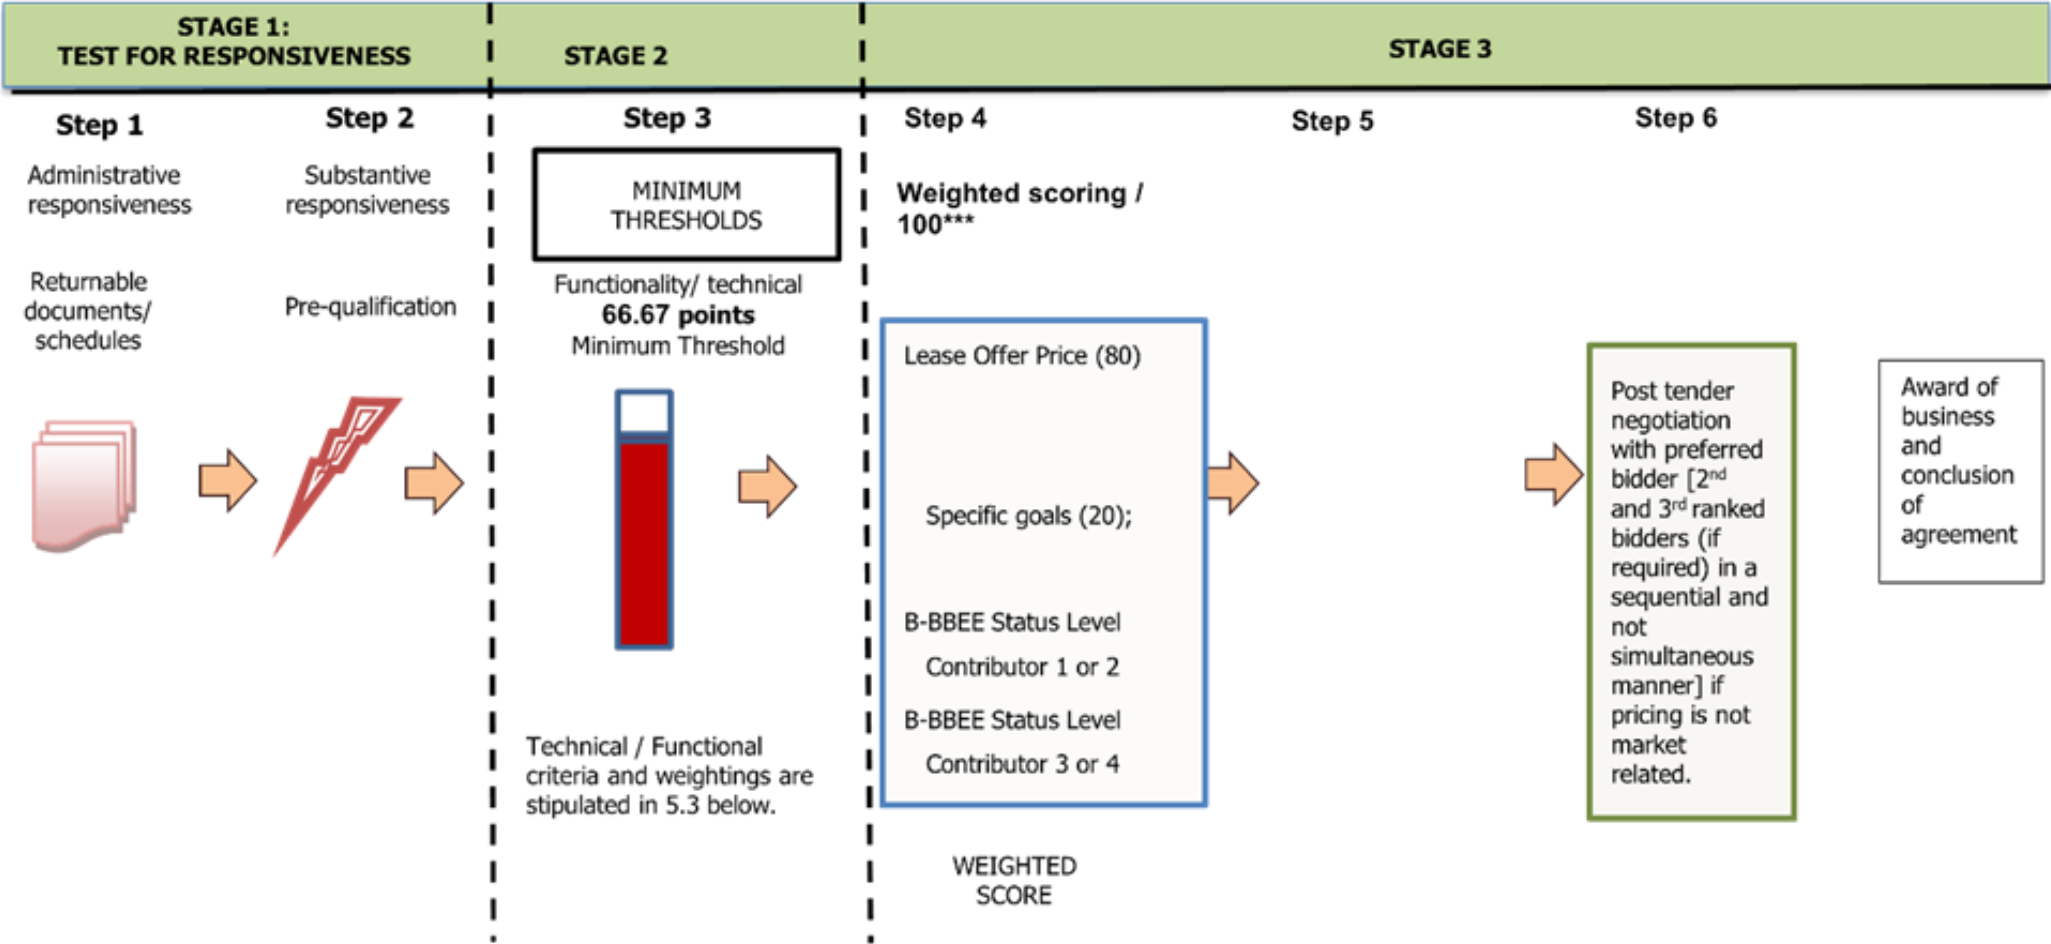 STAGE 1:
TEST FOR RESPONSIVENESS
STAGE 2
STAGE 3
Step 1
Step 2
Step 3
Step 4
Step 5
Step 6
Administrative
responsiveness
Returnable
documents/
schedules
Substantive
responsiveness
Pre-qualification
MINIMUM
THRESHOLDS
Functionality/ technical
66.67 points
Minimum Threshold
Technical / Functional
criteria and weightings are
stipulated in 5.3 below.
Weighted scoring /
100***
Lease Offer Price (80)
Specific goals (20);
B-BBEE Status Level
Contributor 1 or 2
B-BBEE Status Level
Contributor 3 or 4
WEIGHTED
SCORE
Post tender
negotiation
with preferred
bidder [2nd
and 3rd ranked
bidders (if
required) in a
sequential and
not
simultaneous
manner] if
pricing is not
market
related.
Award of
business
and
conclusion
of
agreement